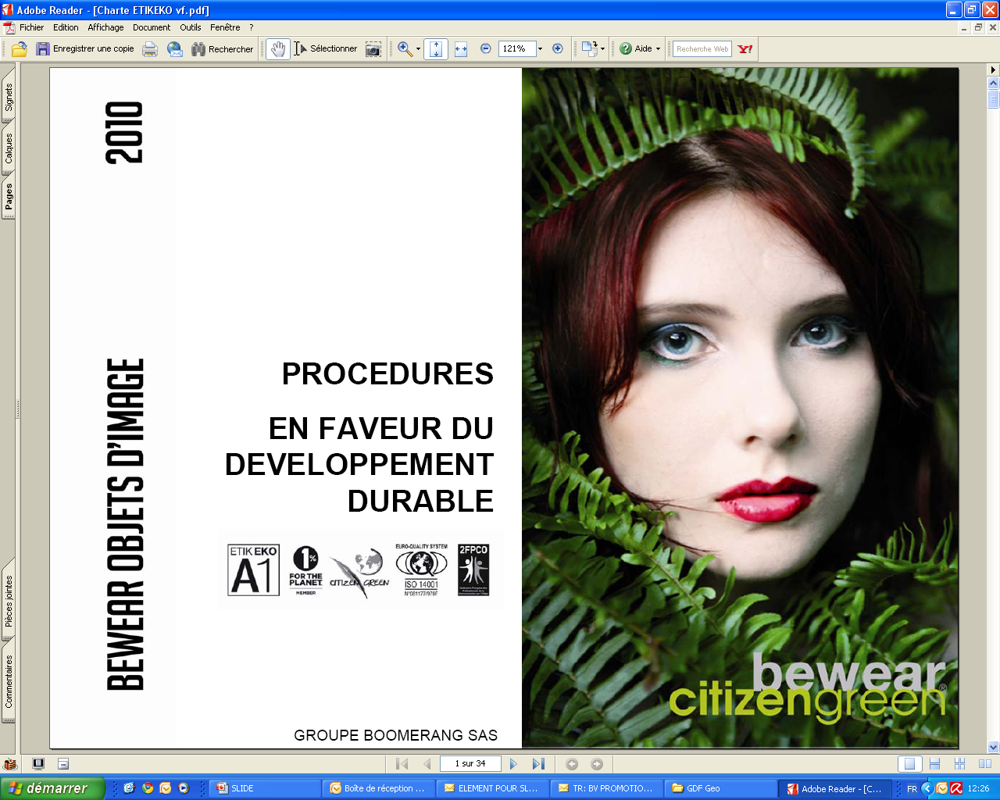 Adobe Reader - [Charte ETIKEKO vf.pdf]
Fichier Edition Affichage Document Outils Fenêtre ?
Enregistrer une copie Rechercher Sélectionner 121% Aide Recherche Web Y!
Signets
Calques
Pages
Pièces jointes
Commentaires
2010
BEWEAR OBJETS D'IMAGE
PROCEDURES
EN FAVEUR DU
DEVELOPPEMENT
DURABLE
ETIK EKO
A1
1%
FOR THE
PLANET
MEMBER
CITIZEN GREEN
EURO-QUALITY SYSTEM
ISO 14001
N°081177/978F
2FPCO
GROUPE BOOMERANG SAS
bewear®
citizengreen
1 sur 34
démarrer
SLIDE
Boîte de réception ...
ELEMENT POUR SL...
TR: BV PROMOTIO...
GDF Geo
Adobe Reader - [C...
FR
12:26